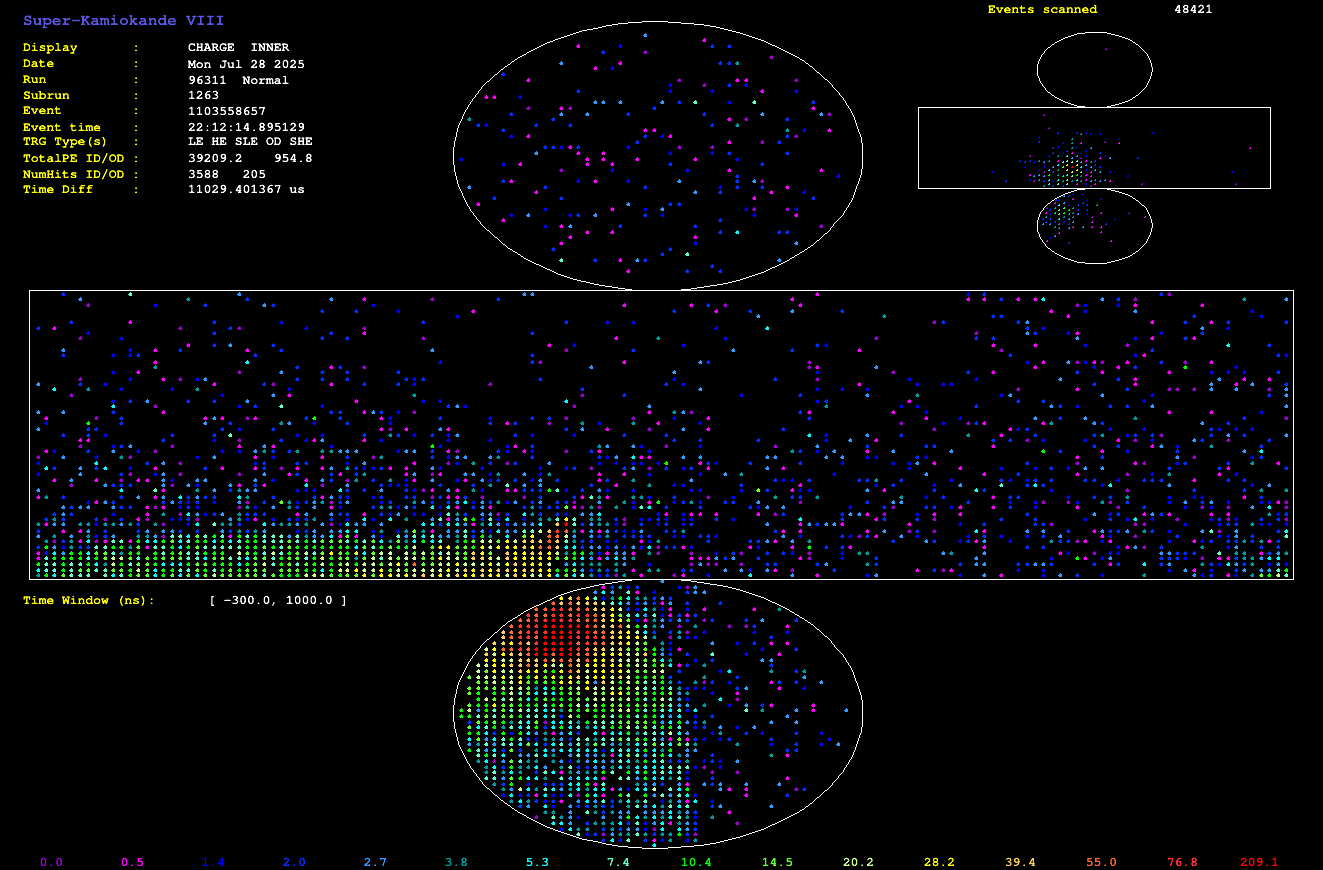 Super-Kamiokande VIII
Events scanned 48421
Display : CHARGE INNER
Date : Mon Jul 28 2025
Run : 96311 Normal
Subrun : 1263
Event : 1103558657
Event time : 22:12:14.895129
TRG Type(s) : LE HE SLE OD SHE
TotalPE ID/OD : 39209.2 954.8
NumHits ID/OD : 3588 205
Time Diff : 11029.401367 us
Time Window (ns): [ -300.0, 1000.0 ]
0.0 0.5 1.4 2.0 2.7 3.8 5.3 7.4 10.4 14.5 20.2 28.2 39.4 55.0 76.8 209.1